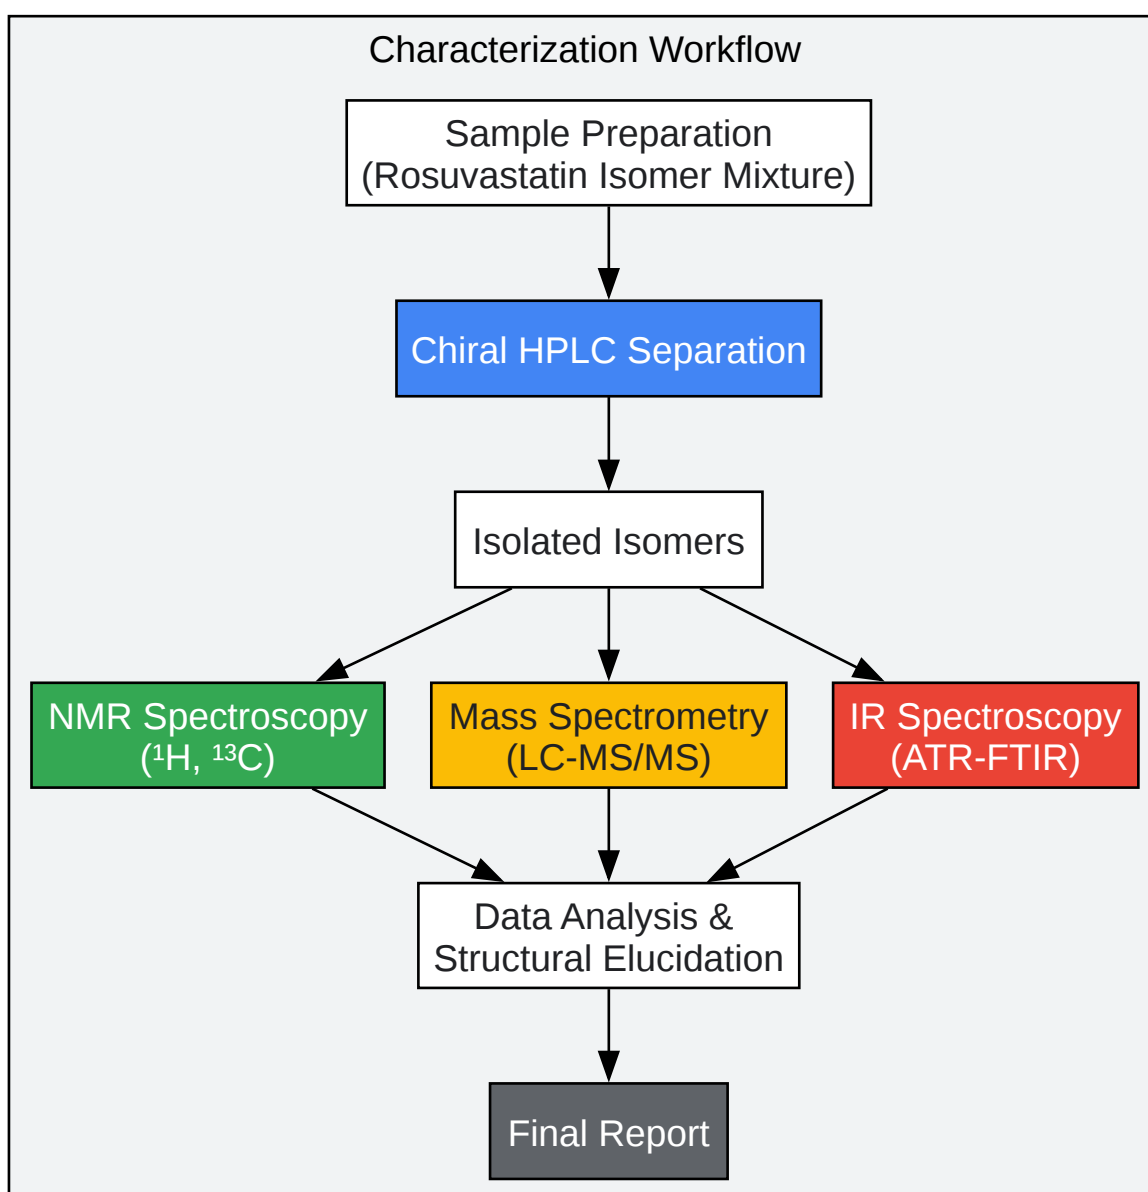 Characterization Workflow
Sample Preparation
(Rosuvastatin Isomer Mixture)
Chiral HPLC Separation
Isolated Isomers
NMR Spectroscopy
(¹H, ¹³C)
Mass Spectrometry
(LC-MS/MS)
IR Spectroscopy
(ATR-FTIR)
Data Analysis &
Structural Elucidation
Final Report